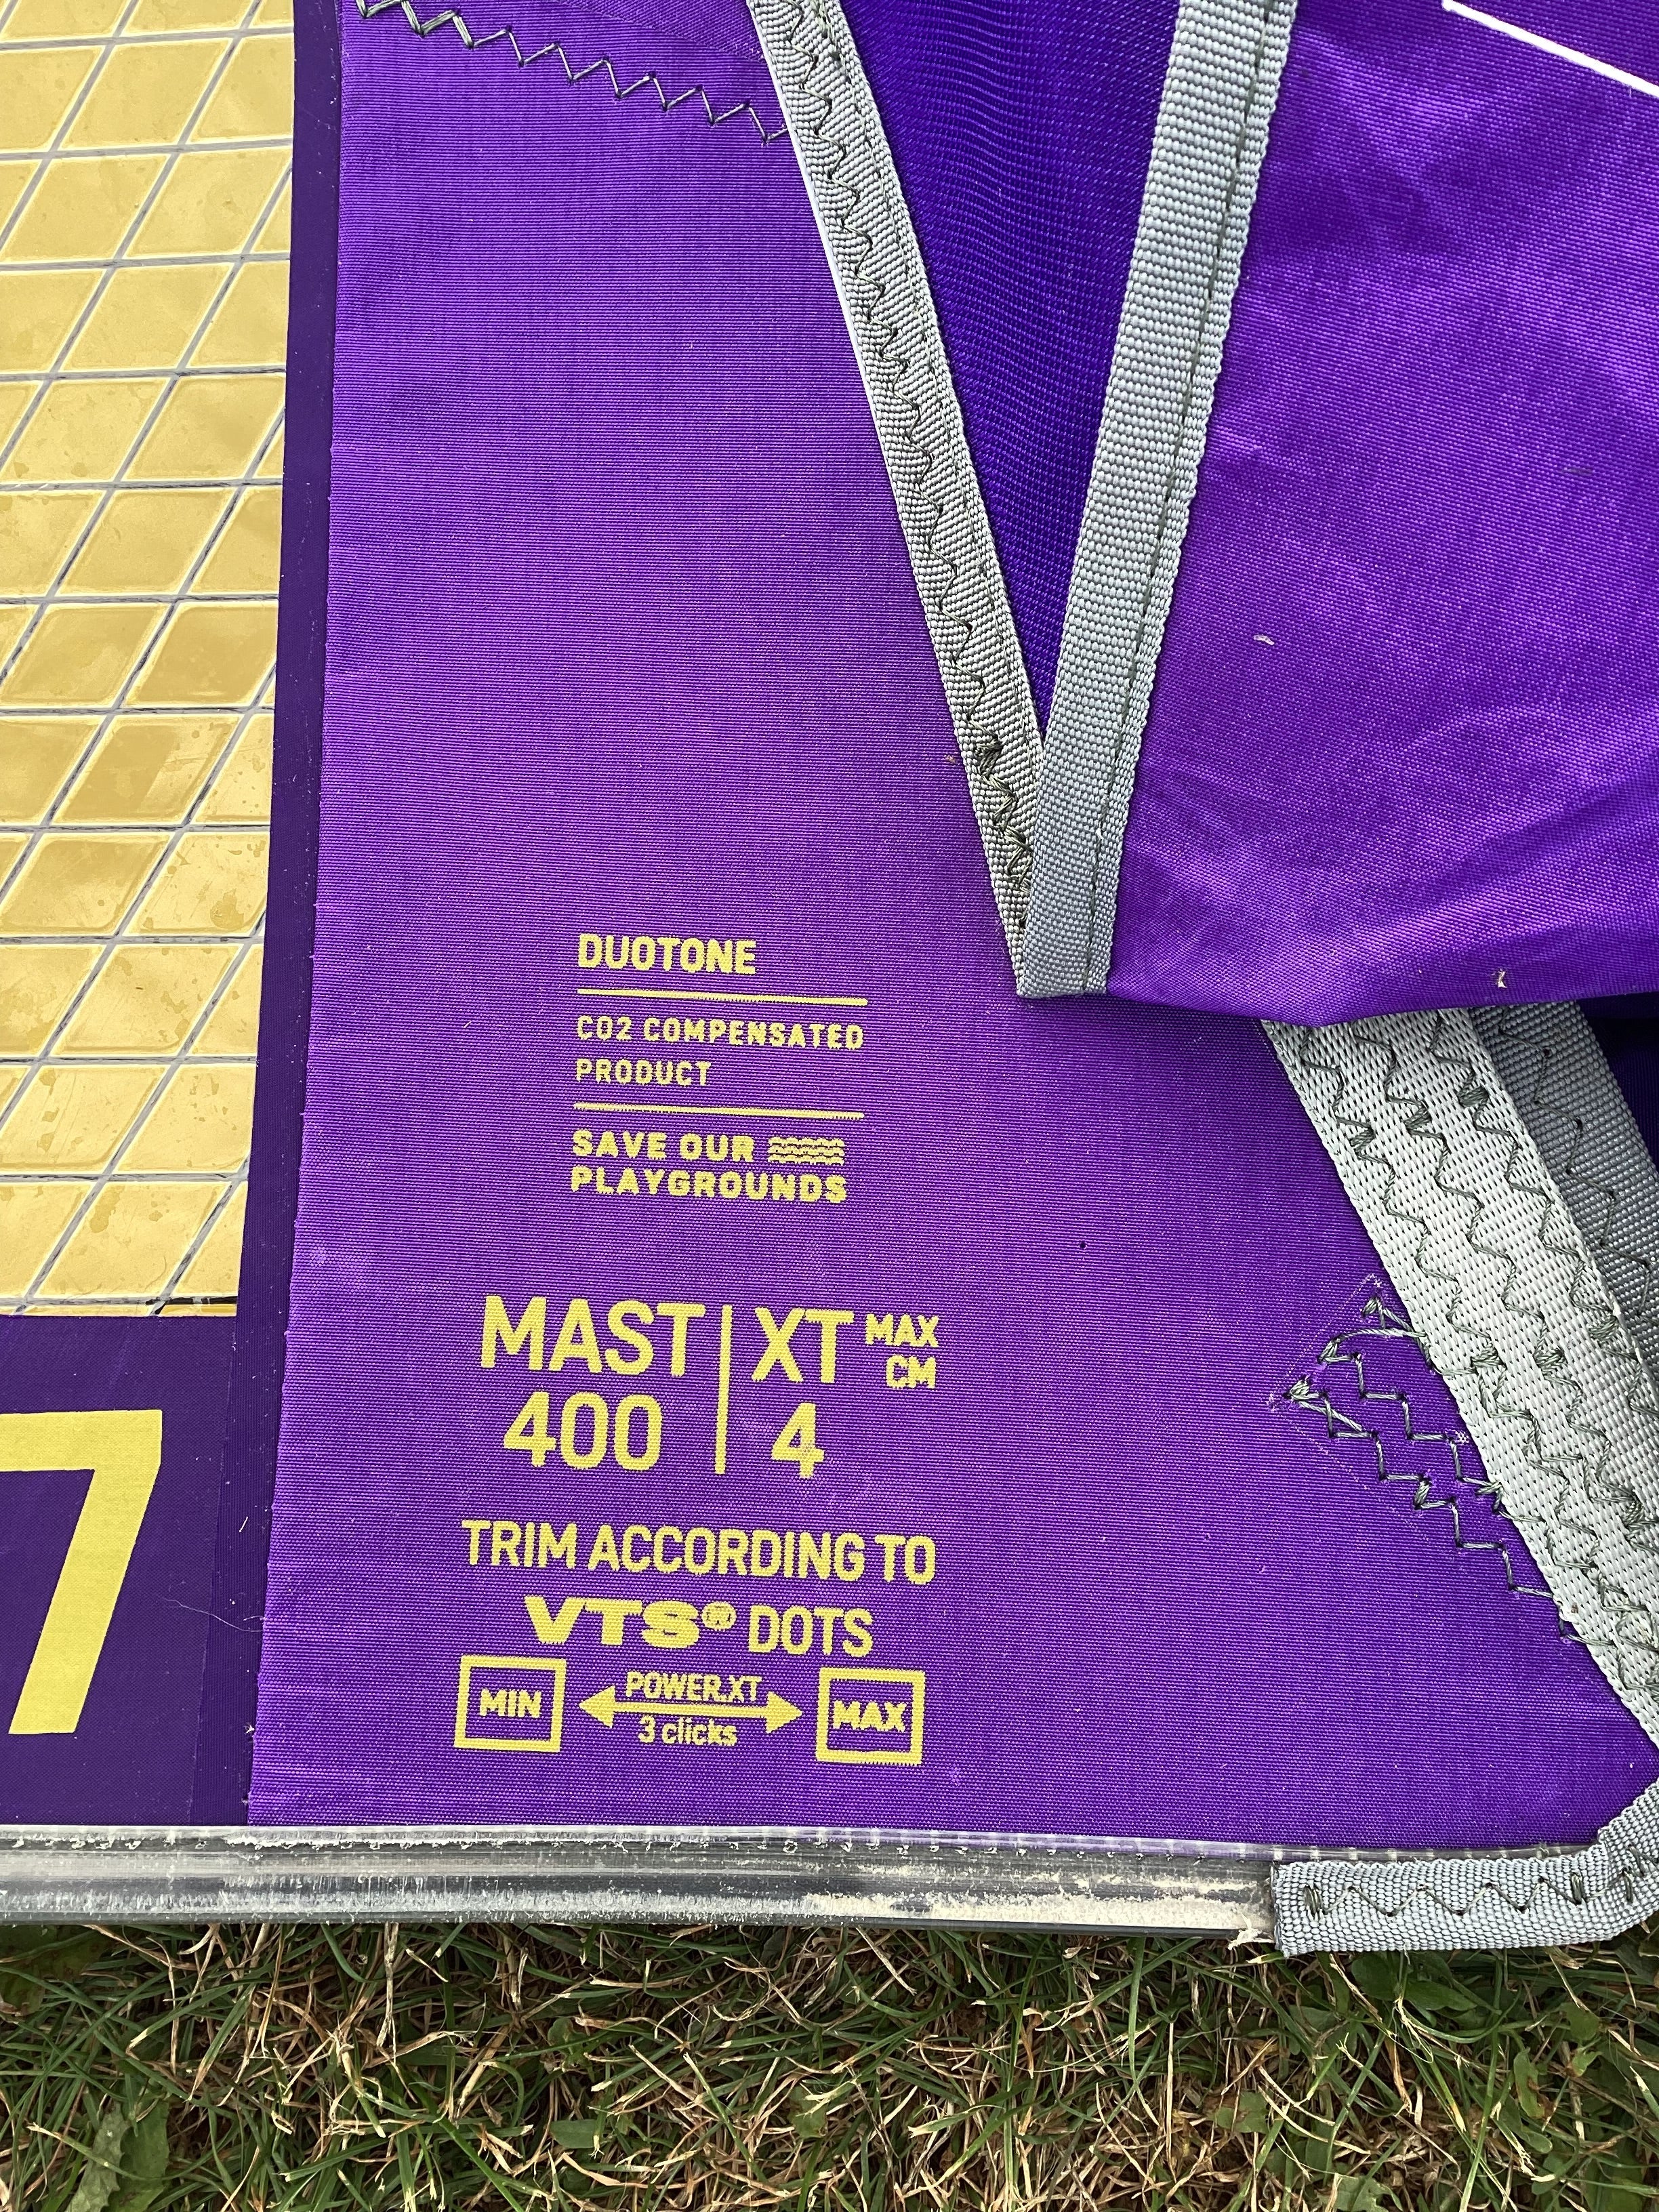 DUOTONE
CO2 COMPENSATED
PRODUCT
SAVE OUR
PLAYGROUNDS
MAST XT MAX CM
400 4
TRIM ACCORDING TO
VTS® DOTS
MIN POWER.XT MAX
3 clicks
7